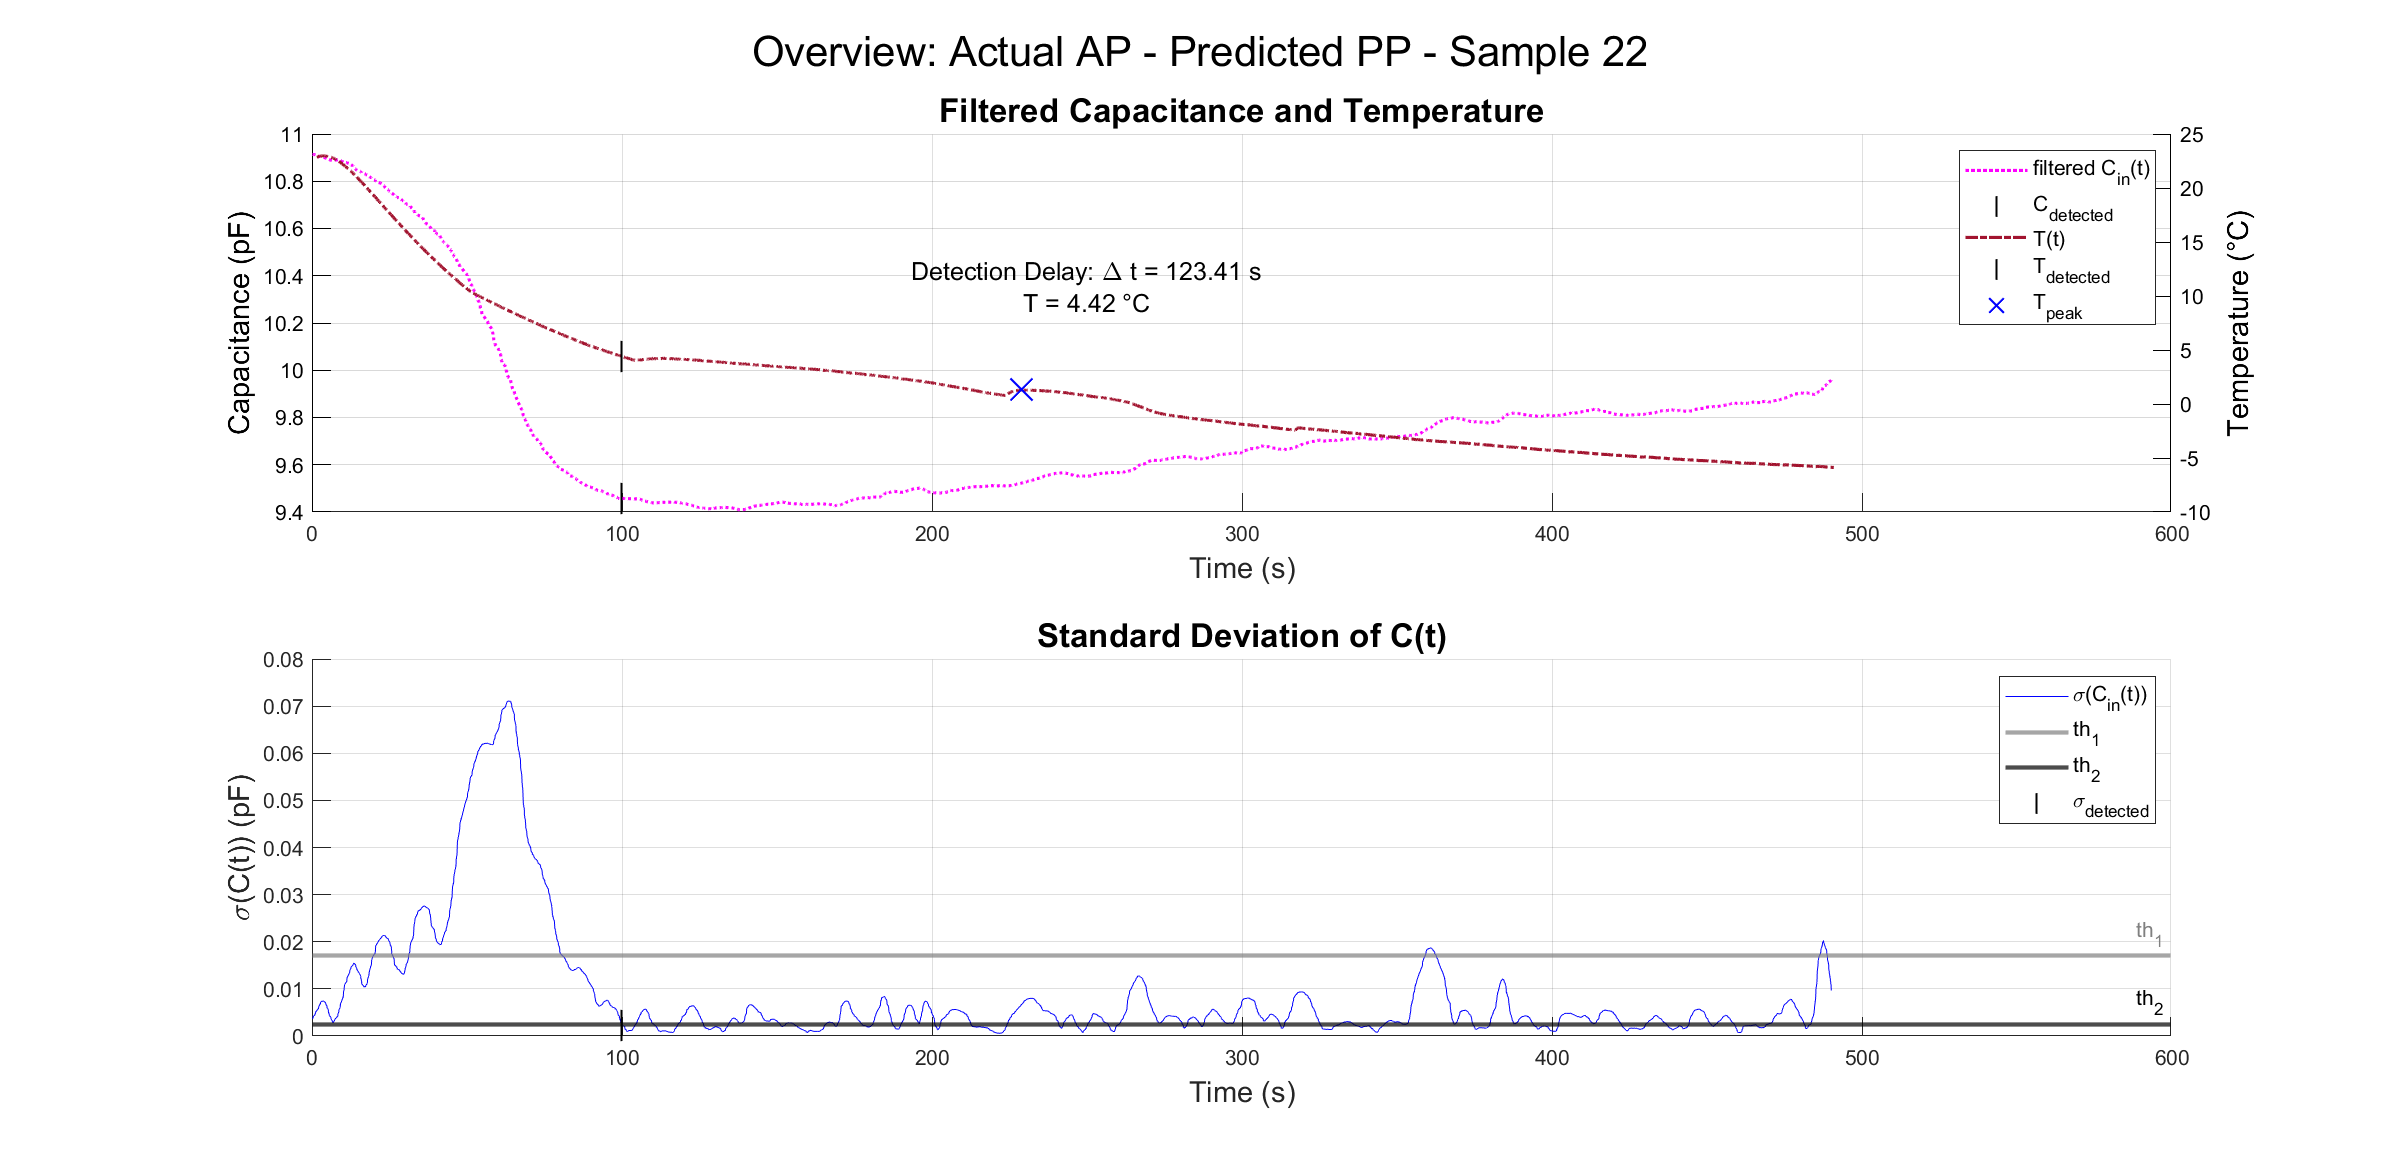 Overview: Actual AP - Predicted PP - Sample 22
Filtered Capacitance and Temperature
11
10.8
10.6
10.4
10.2
10
9.8
9.6
9.4
Capacitance (pF)
Detection Delay: Δ t = 123.41 s
T = 4.42 °C
filtered C_in(t)
C_detected
T(t)
T_detected
T_peak
25
20
15
10
5
0
-5
-10
Temperature (°C)
0 100 200 300 400 500 600
Time (s)
Standard Deviation of C(t)
0.08
0.07
0.06
0.05
0.04
0.03
0.02
0.01
0
σ(C(t)) (pF)
σ(C_in(t))
th_1
th_2
σ_detected
th_1
th_2
0 100 200 300 400 500 600
Time (s)